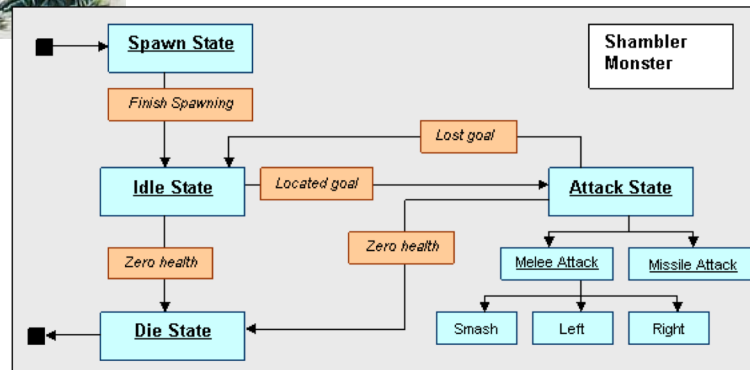 Spawn State
Shambler
Monster
Finish Spawning
Lost goal
Idle State
Located goal
Attack State
Zero health
Zero health
Melee Attack
Missile Attack
Die State
Smash
Left
Right